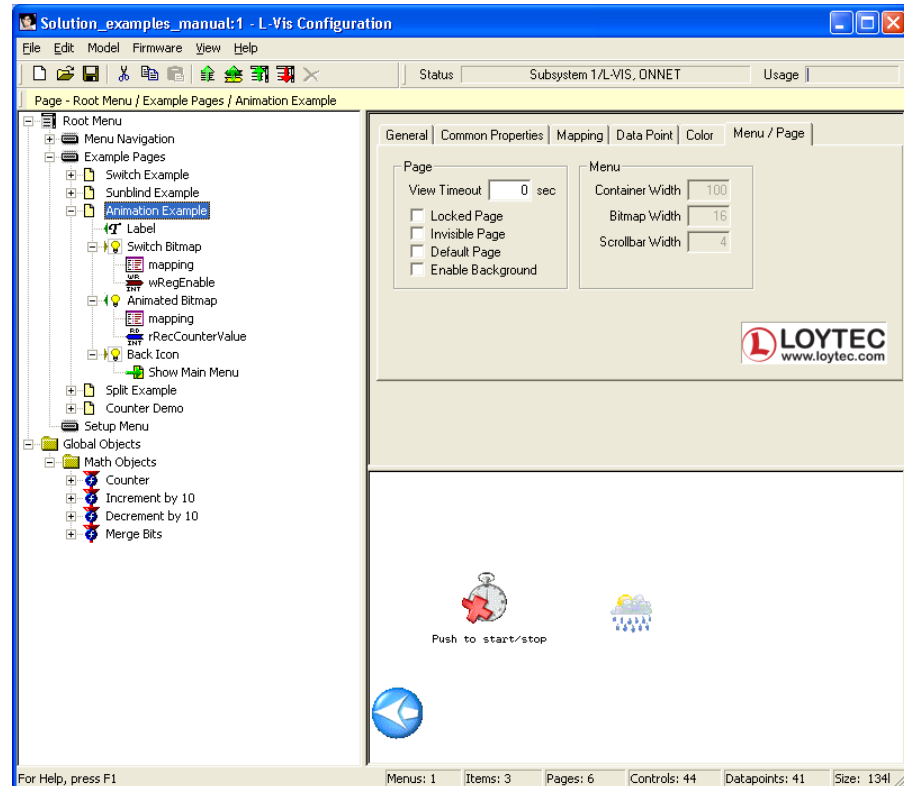 Solution_examples_manual:1 - L-Vis Configuration
File Edit Model Firmware View Help
Status Subsystem 1/L-VIS, ONNET Usage
Page - Root Menu / Example Pages / Animation Example
Root Menu
Menu Navigation
Example Pages
Switch Example
Sunblind Example
Animation Example
Label
Switch Bitmap
mapping
WR INT wRegEnable
Animated Bitmap
mapping
RD INT rRecCounterValue
Back Icon
Show Main Menu
Split Example
Counter Demo
Setup Menu
Global Objects
Math Objects
Counter
Increment by 10
Decrement by 10
Merge Bits
General Common Properties Mapping Data Point Color Menu / Page
Page
View Timeout 0 sec
Locked Page
Invisible Page
Default Page
Enable Background
Menu
Container Width 100
Bitmap Width 16
Scrollbar Width 4
LOYTEC
www.loytec.com
Push to start/stop
For Help, press F1
Menus: 1 Items: 3 Pages: 6 Controls: 44 Datapoints: 41 Size: 134